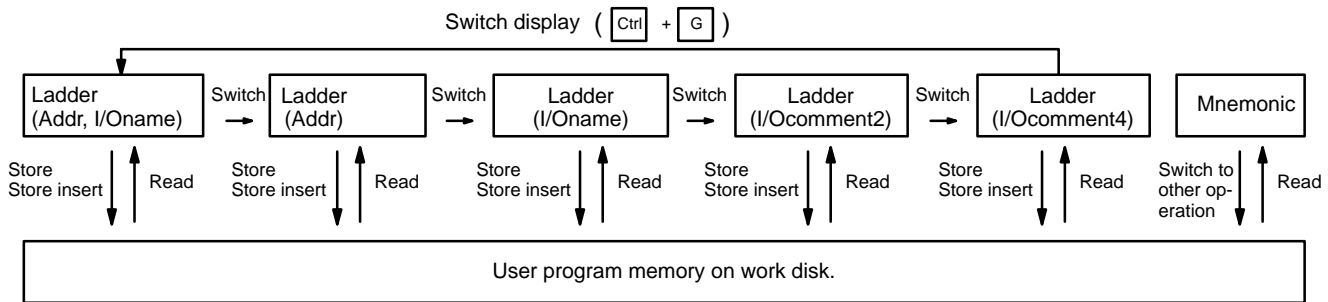 Switch display ( Ctrl + G )
Ladder
(Addr, I/Oname)
Switch
Ladder
(Addr)
Switch
Ladder
(I/Oname)
Switch
Ladder
(I/Ocomment2)
Switch
Ladder
(I/Ocomment4)
Mnemonic
Store
Store insert
Read
Store
Store insert
Read
Store
Store insert
Read
Store
Store insert
Read
Store
Store insert
Read
Switch to
other op-
eration
Read
User program memory on work disk.